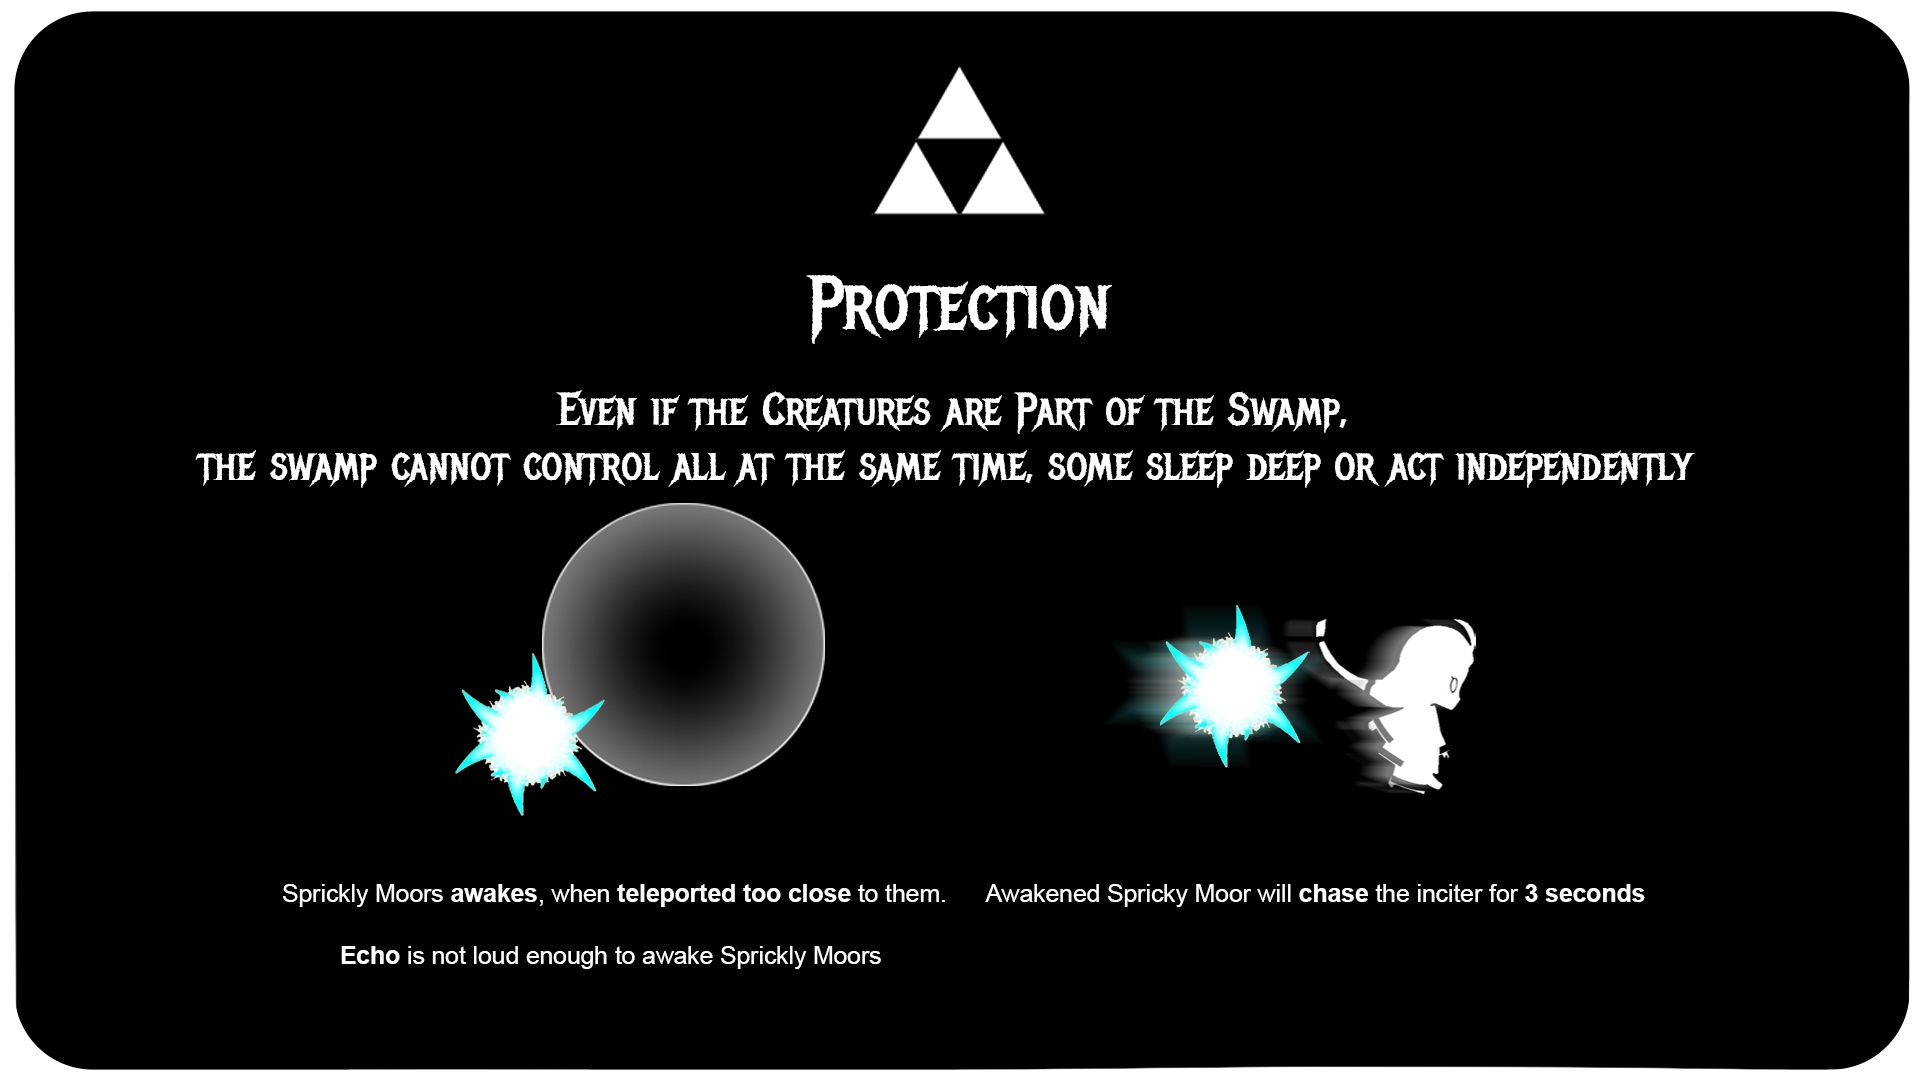 Protection
Even if the Creatures are Part of the Swamp,
the swamp cannot control all at the same time, some sleep deep or act independently
Sprickly Moors awakes, when teleported too close to them.
Echo is not loud enough to awake Sprickly Moors
Awakened Spricky Moor will chase the inciter for 3 seconds